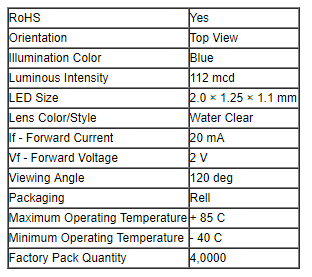 RoHS Yes
Orientation Top View
Illumination Color Blue
Luminous Intensity 112 mcd
LED Size 2.0 × 1.25 × 1.1 mm
Lens Color/Style Water Clear
If - Forward Current 20 mA
Vf - Forward Voltage 2 V
Viewing Angle 120 deg
Packaging Rell
Maximum Operating Temperature + 85 C
Minimum Operating Temperature - 40 C
Factory Pack Quantity 4,0000